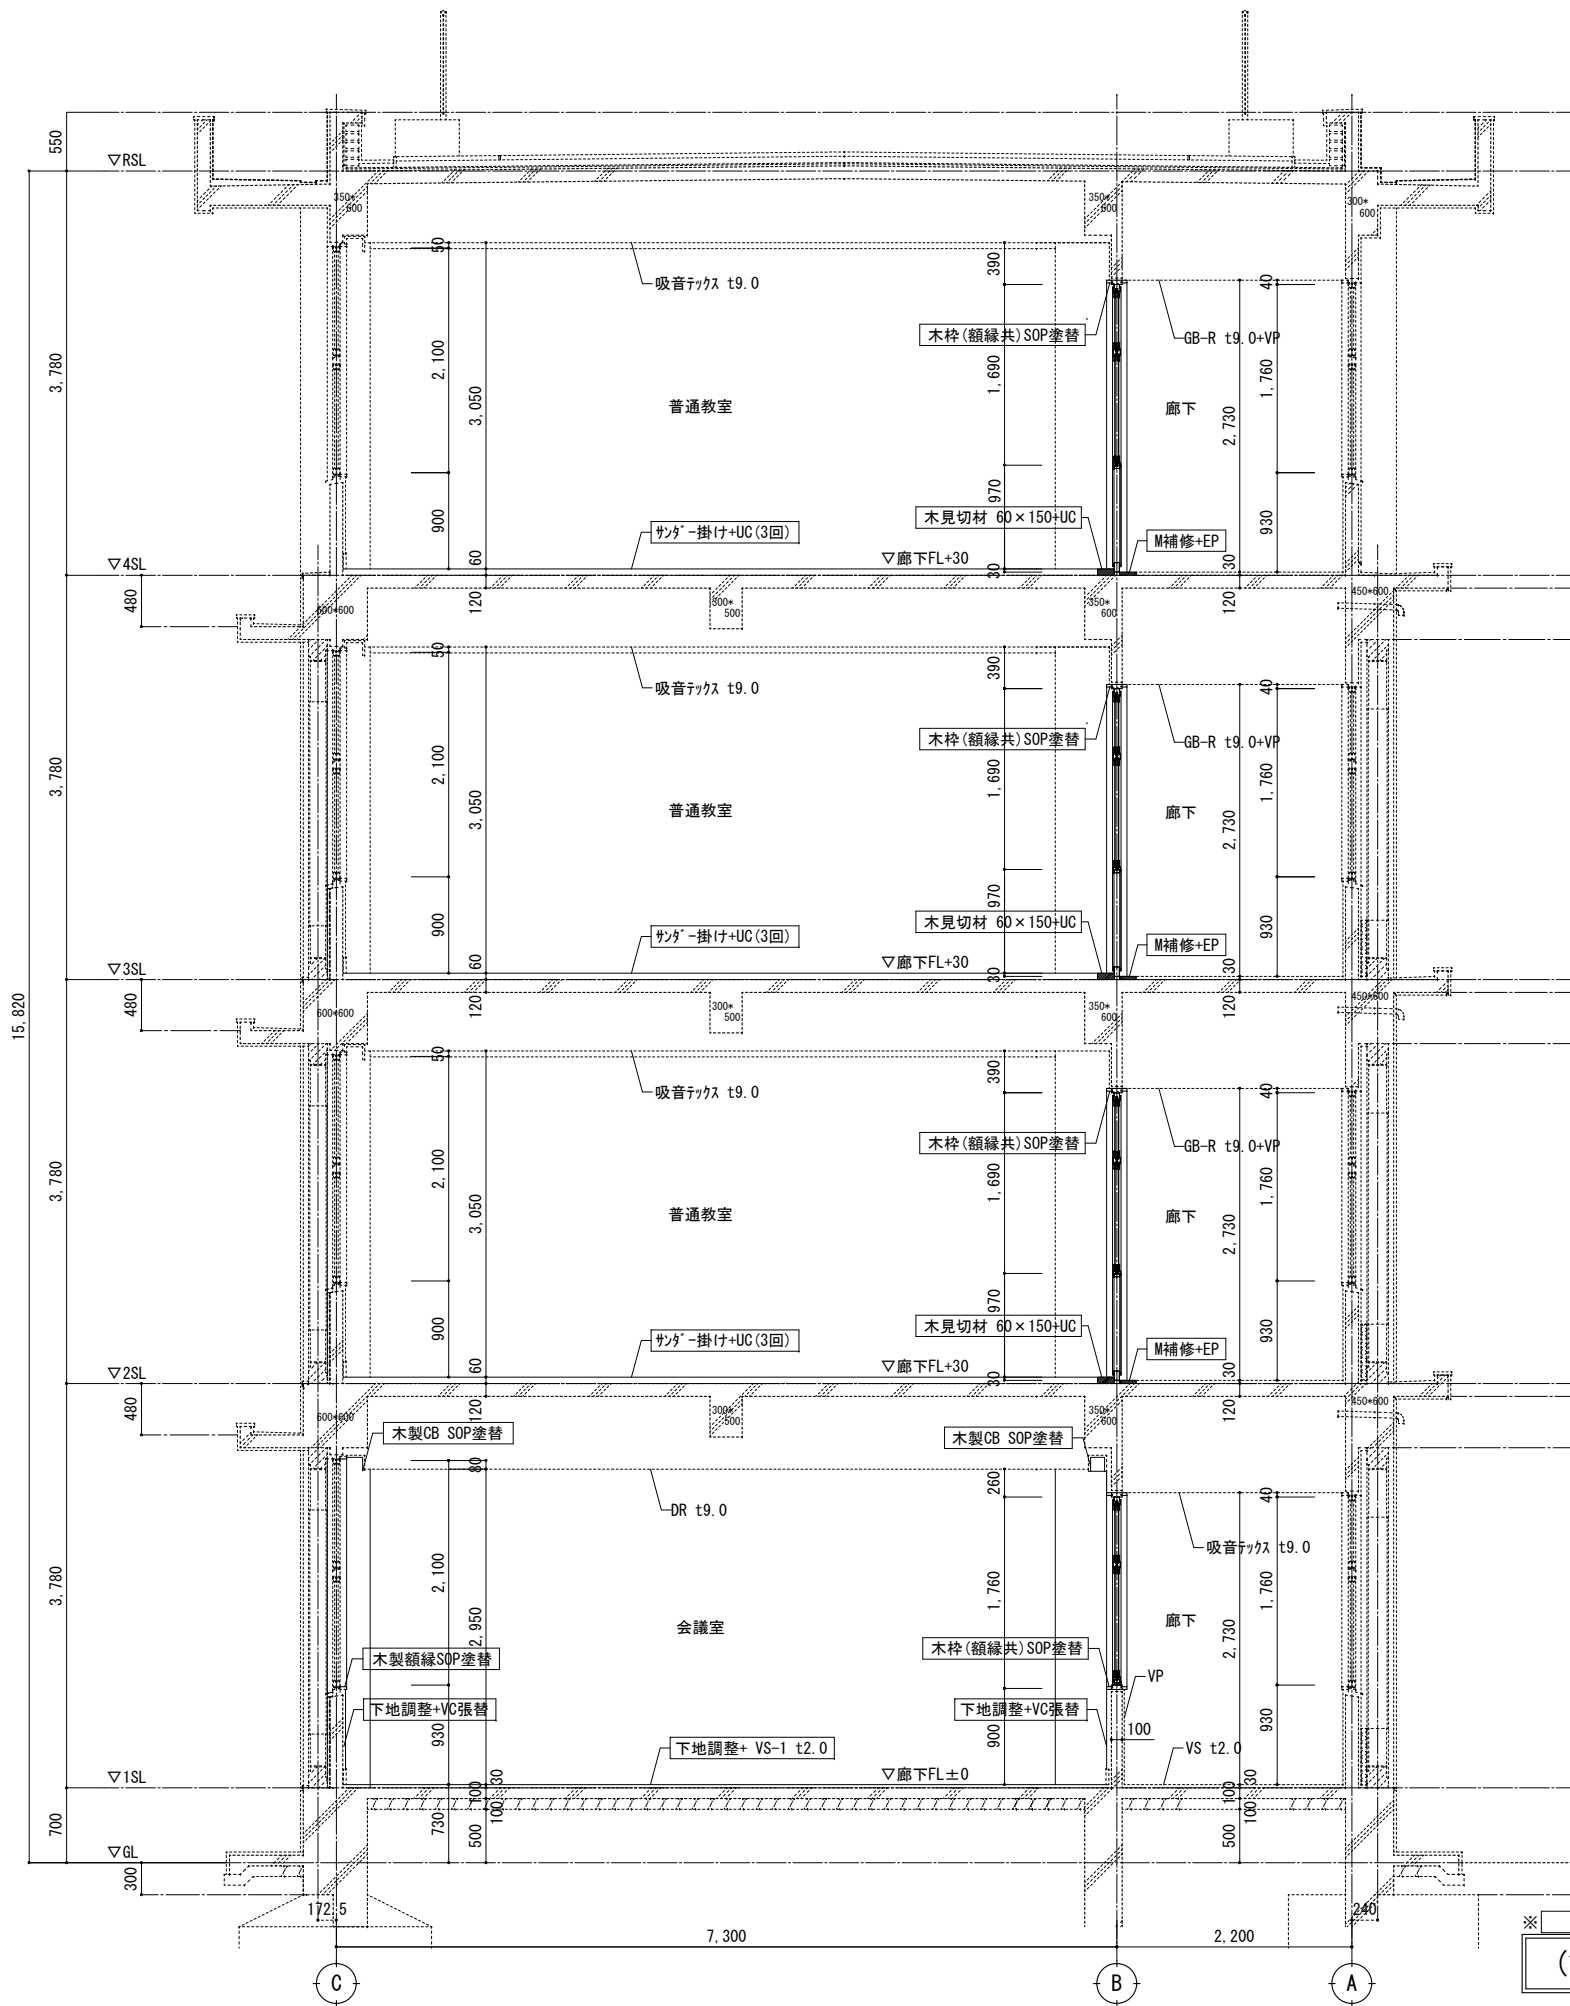 550
▽RSL
350*
600
350*
600
300*
600
50
390
40
吸音ﾃｯｸｽ t9.0
木枠(額縁共)SOP塗替
GB-R t9.0+VP
3,780
2,100
3,050
1,690
2,730
1,760
普通教室
廊下
900
970
930
木見切材 60×150+UC
ｻﾝﾀﾞｰ掛け+UC(3回)
M補修+EP
▽廊下FL+30
▽4SL
60
30
30
480
120
120
600*600
300*
500
350*
600
450*600
50
390
40
吸音ﾃｯｸｽ t9.0
木枠(額縁共)SOP塗替
GB-R t9.0+VP
3,780
2,100
3,050
1,690
2,730
1,760
普通教室
廊下
900
970
930
木見切材 60×150+UC
ｻﾝﾀﾞｰ掛け+UC(3回)
M補修+EP
▽廊下FL+30
▽3SL
60
30
30
15,820
480
120
120
600*600
300*
500
350*
600
450*600
50
390
40
吸音ﾃｯｸｽ t9.0
木枠(額縁共)SOP塗替
GB-R t9.0+VP
3,780
2,100
3,050
1,690
2,730
1,760
普通教室
廊下
900
970
930
木見切材 60×150+UC
ｻﾝﾀﾞｰ掛け+UC(3回)
M補修+EP
▽廊下FL+30
▽2SL
60
30
30
480
120
120
600*600
300*
500
350*
600
450*600
木製CB SOP塗替
木製CB SOP塗替
80
260
40
DR t9.0
吸音ﾃｯｸｽ t9.0
3,780
2,100
2,950
1,760
2,730
1,760
会議室
廊下
木製額縁SOP塗替
木枠(額縁共)SOP塗替
VP
下地調整+VC張替
下地調整+VC張替
930
900
100
930
下地調整+ VS-1 t2.0
VS t2.0
▽廊下FL±0
▽1SL
30
100
100
30
100
100
700
730
500
500
▽GL
300
172.5
240
7,300
2,200
※
(
C
B
A